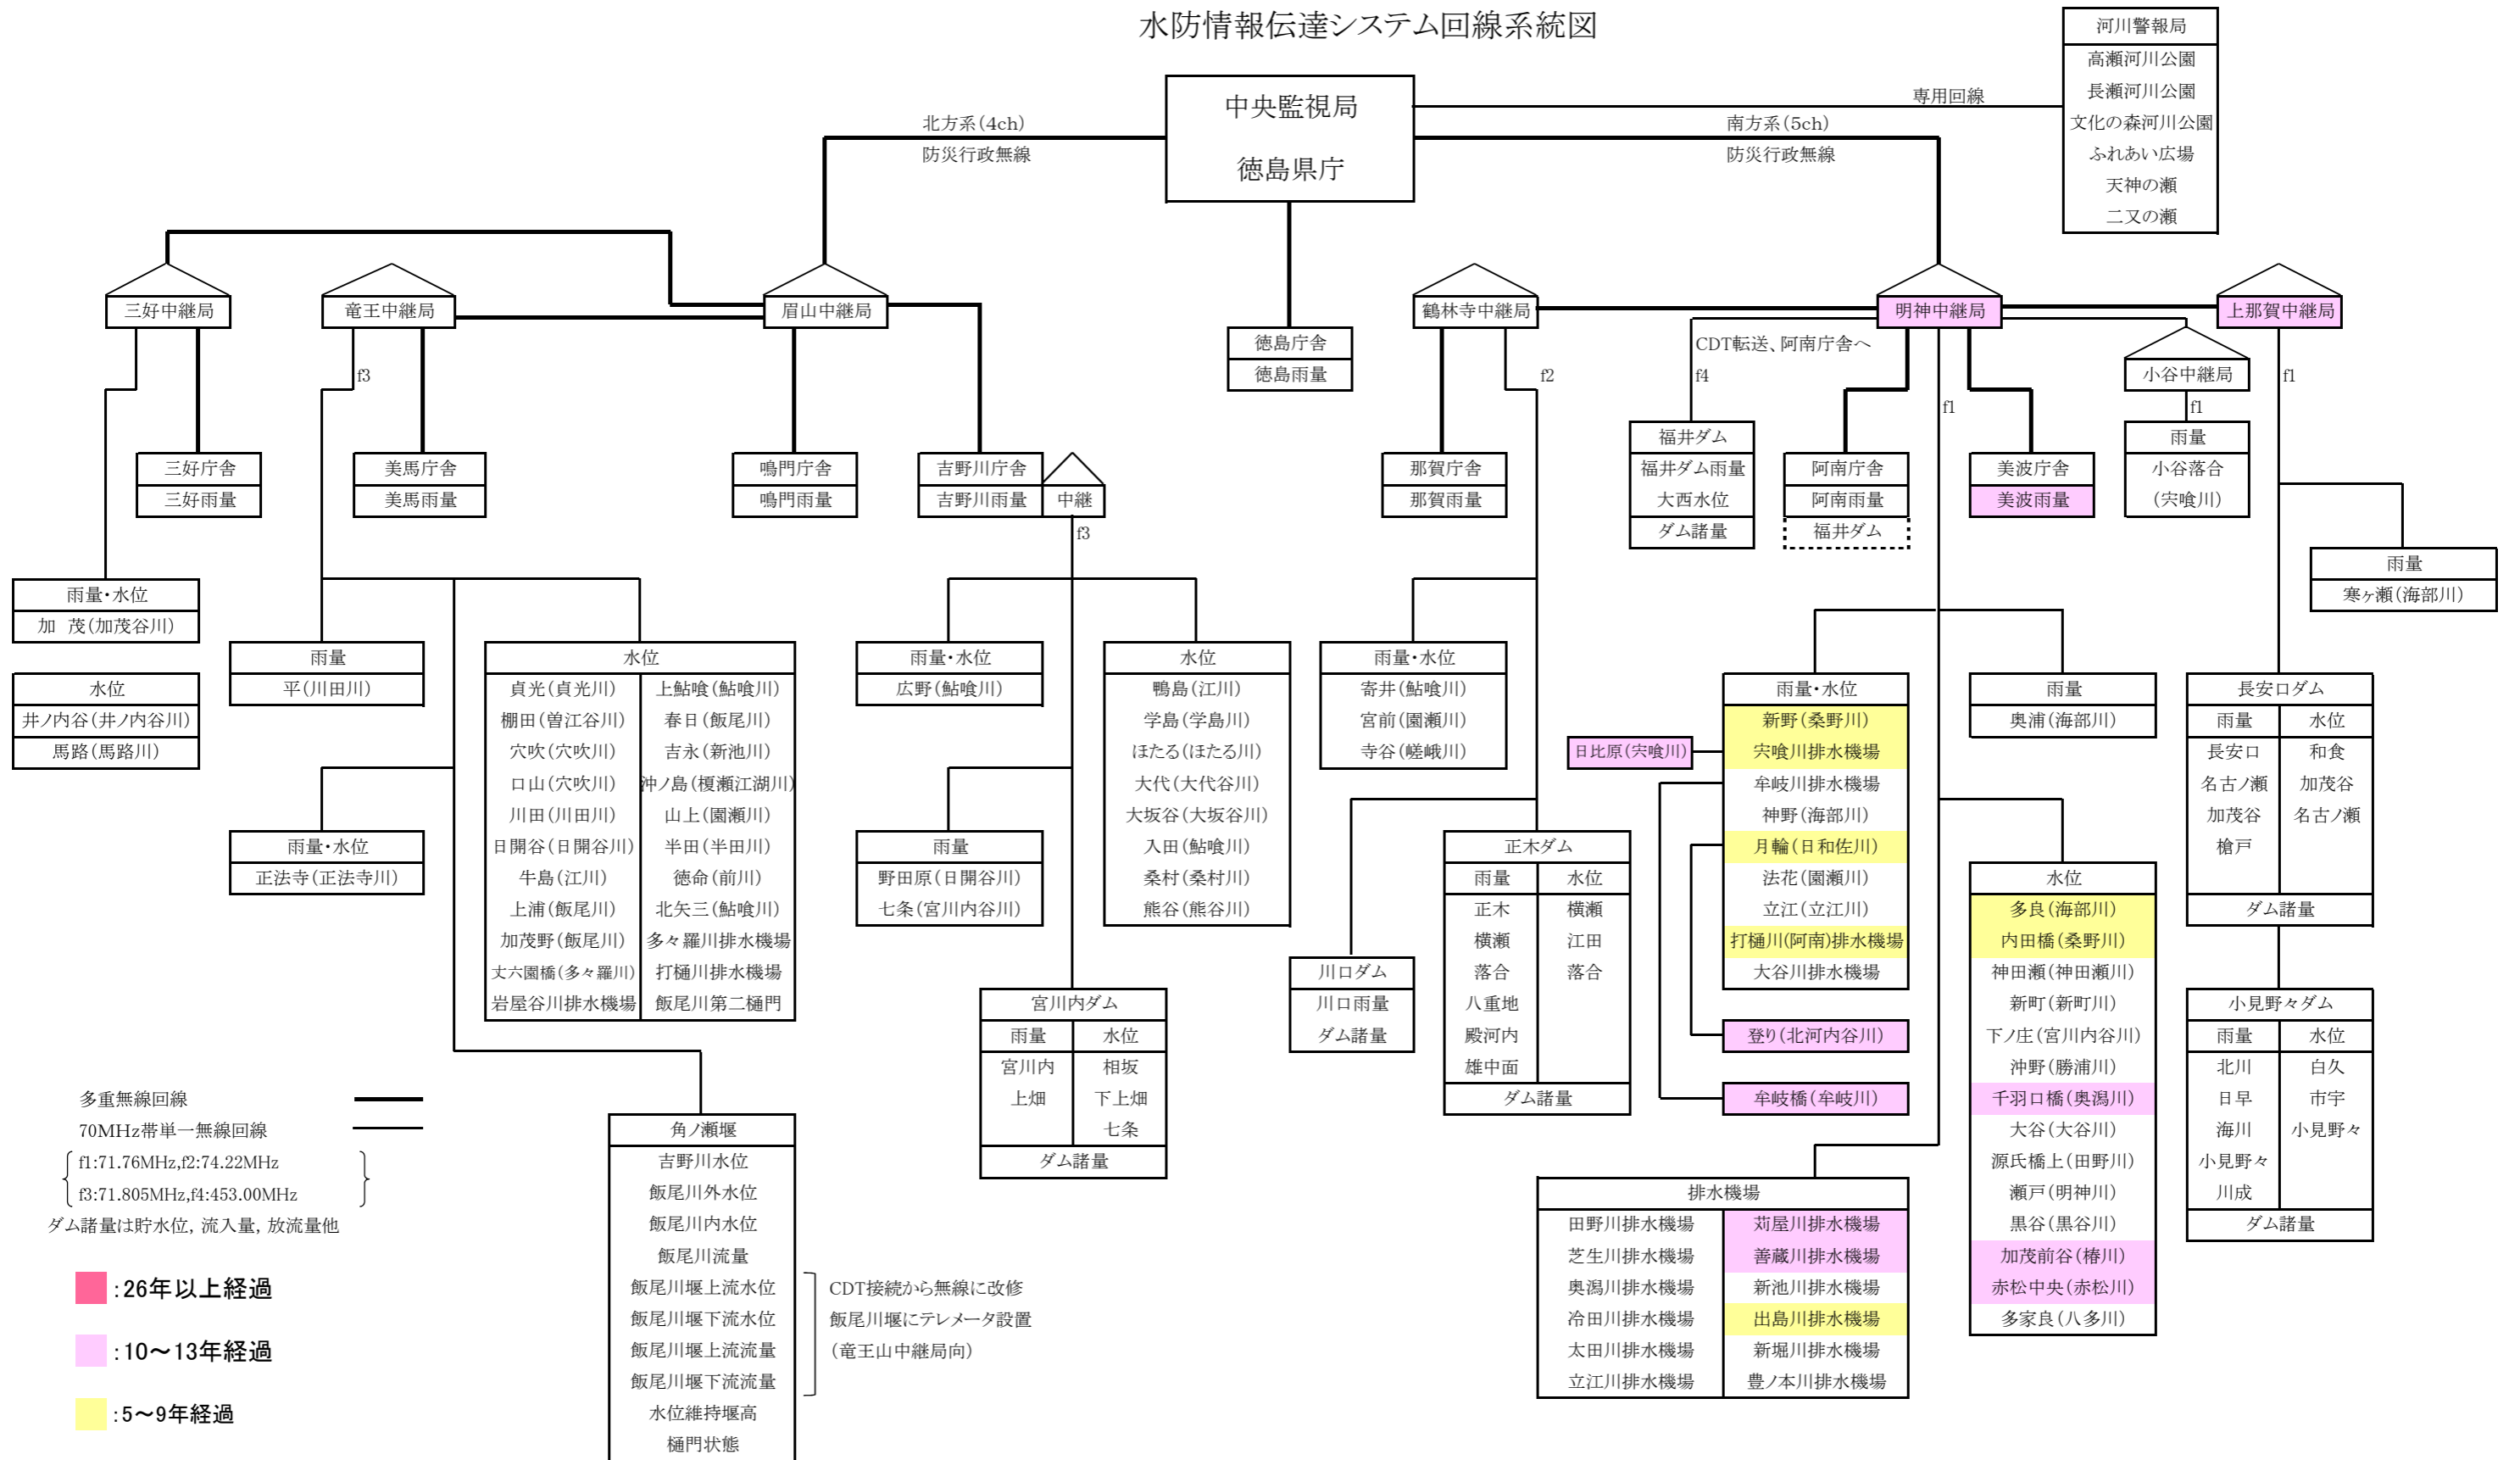 水防情報伝達システム回線系統図
河川警報局
高瀬河川公園
長瀬河川公園
文化の森河川公園
ふれあい広場
天神の瀬
二又の瀬
中央監視局
徳島県庁
専用回線
北方系(4ch)
防災行政無線
南方系(5ch)
防災行政無線
三好中継局
竜王中継局
眉山中継局
鶴林寺中継局
明神中継局
上那賀中継局
徳島庁舎
徳島雨量
CDT転送、阿南庁舎へ
f4
小谷中継局
f3
f2
f1
f1
f1
三好庁舎
三好雨量
美馬庁舎
美馬雨量
鳴門庁舎
鳴門雨量
吉野川庁舎
吉野川雨量
中継
f3
那賀庁舎
那賀雨量
福井ダム
福井ダム雨量
大西水位
ダム諸量
阿南庁舎
阿南雨量
福井ダム
美波庁舎
美波雨量
雨量
小谷落合
(宍喰川)
雨量
寒ヶ瀬(海部川)
雨量・水位
加 茂(加茂谷川)
水位
井ノ内谷(井ノ内谷川)
馬路(馬路川)
雨量
平(川田川)
雨量・水位
正法寺(正法寺川)
水位
貞光(貞光川) 上鮎喰(鮎喰川)
棚田(曽江谷川) 春日(飯尾川)
穴吹(穴吹川) 吉永(新池川)
口山(穴吹川) 沖ノ島(榎瀬江湖川)
川田(川田川) 山上(園瀬川)
日開谷(日開谷川) 半田(半田川)
牛島(江川) 徳命(前川)
上浦(飯尾川) 北矢三(鮎喰川)
加茂野(飯尾川) 多々羅川排水機場
丈六園橋(多々羅川) 打樋川排水機場
岩屋谷川排水機場 飯尾川第二樋門
雨量・水位
広野(鮎喰川)
雨量
野田原(日開谷川)
七条(宮川内谷川)
水位
鴨島(江川)
学島(学島川)
ほたる(ほたる川)
大代(大代谷川)
大坂谷(大坂谷川)
入田(鮎喰川)
桑村(桑村川)
熊谷(熊谷川)
宮川内ダム
雨量 水位
宮川内 相坂
上畑 下上畑
七条
ダム諸量
雨量・水位
寄井(鮎喰川)
宮前(園瀬川)
寺谷(嵯峨川)
川口ダム
川口雨量
ダム諸量
正木ダム
雨量 水位
正木 横瀬
横瀬 江田
落合 落合
八重地
殿河内
雄中面
ダム諸量
日比原(宍喰川)
雨量・水位
新野(桑野川)
宍喰川排水機場
牟岐川排水機場
神野(海部川)
月輪(日和佐川)
法花(園瀬川)
立江(立江川)
打樋川(阿南)排水機場
大谷川排水機場
登り(北河内谷川)
牟岐橋(牟岐川)
雨量
奥浦(海部川)
水位
多良(海部川)
内田橋(桑野川)
神田瀬(神田瀬川)
新町(新町川)
下ノ庄(宮川内谷川)
沖野(勝浦川)
千羽口橋(奥潟川)
大谷(大谷川)
源氏橋上(田野川)
瀬戸(明神川)
黒谷(黒谷川)
加茂前谷(椿川)
赤松中央(赤松川)
多家良(八多川)
長安口ダム
雨量 水位
長安口 和食
名古ノ瀬 加茂谷
加茂谷 名古ノ瀬
槍戸
ダム諸量
小見野々ダム
雨量 水位
北川 白久
日早 市宇
海川 小見野々
小見野々
川成
ダム諸量
排水機場
田野川排水機場 苅屋川排水機場
芝生川排水機場 善蔵川排水機場
奥潟川排水機場 新池川排水機場
冷田川排水機場 出島川排水機場
太田川排水機場 新堀川排水機場
立江川排水機場 豊ノ本川排水機場
角ノ瀬堰
吉野川水位
飯尾川外水位
飯尾川内水位
飯尾川流量
飯尾川堰上流水位
飯尾川堰下流水位
飯尾川堰上流流量
飯尾川堰下流流量
水位維持堰高
樋門状態
CDT接続から無線に改修
飯尾川堰にテレメータ設置
(竜王山中継局向)
多重無線回線
70MHz帯単一無線回線
f1:71.76MHz,f2:74.22MHz
f3:71.805MHz,f4:453.00MHz
ダム諸量は貯水位, 流入量, 放流量他
:26年以上経過
:10～13年経過
:5～9年経過